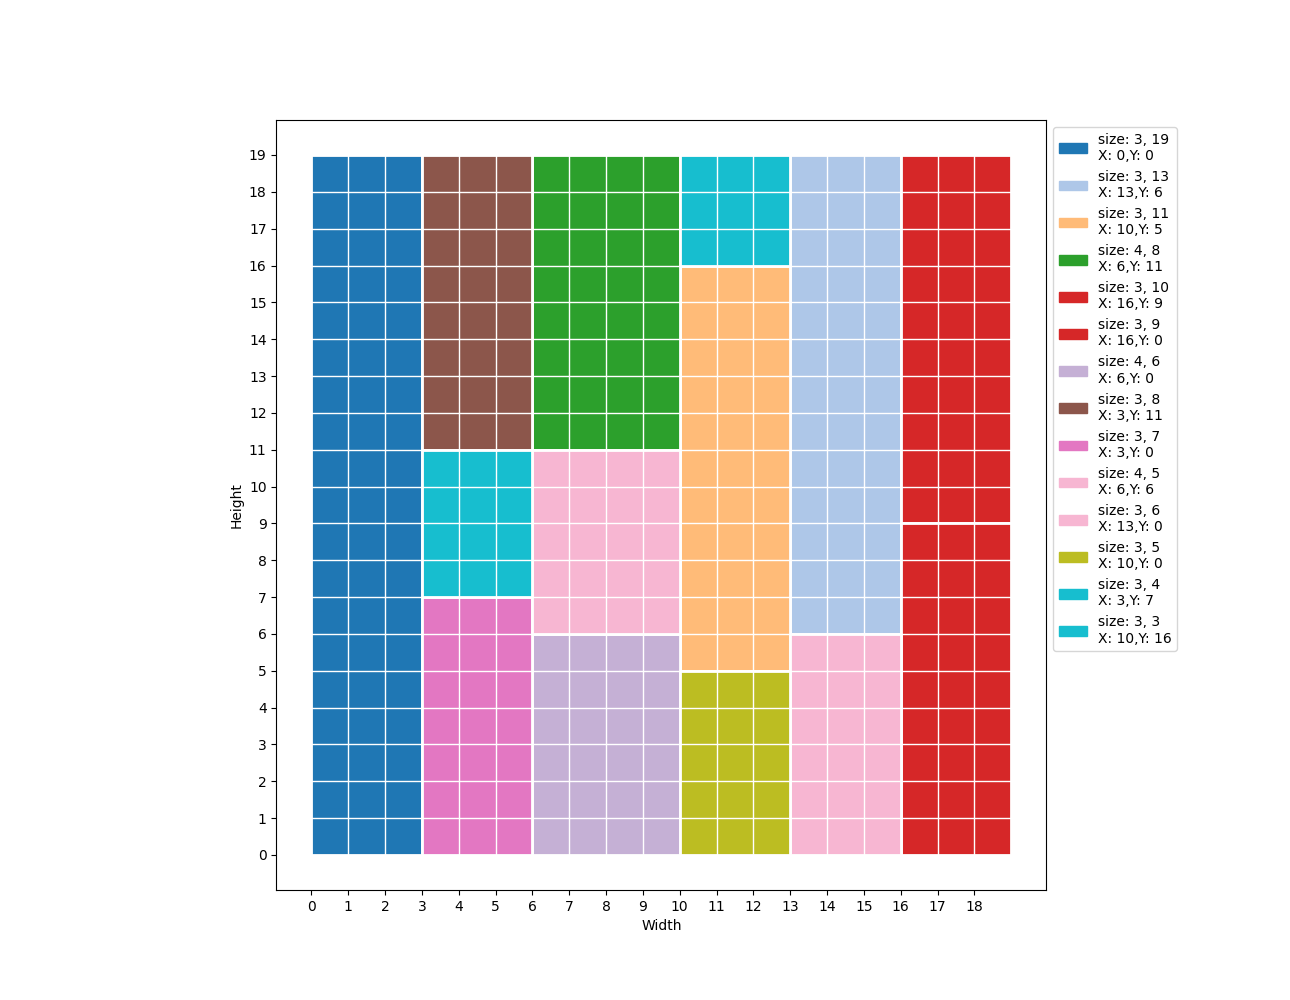 19
18
17
16
15
14
13
12
11
10
9
8
7
6
5
4
3
2
1
0
Height
0 1 2 3 4 5 6 7 8 9 10 11 12 13 14 15 16 17 18
Width
size: 3, 19
X: 0,Y: 0
size: 3, 13
X: 13,Y: 6
size: 3, 11
X: 10,Y: 5
size: 4, 8
X: 6,Y: 11
size: 3, 10
X: 16,Y: 9
size: 3, 9
X: 16,Y: 0
size: 4, 6
X: 6,Y: 0
size: 3, 8
X: 3,Y: 11
size: 3, 7
X: 3,Y: 0
size: 4, 5
X: 6,Y: 6
size: 3, 6
X: 13,Y: 0
size: 3, 5
X: 10,Y: 0
size: 3, 4
X: 3,Y: 7
size: 3, 3
X: 10,Y: 16